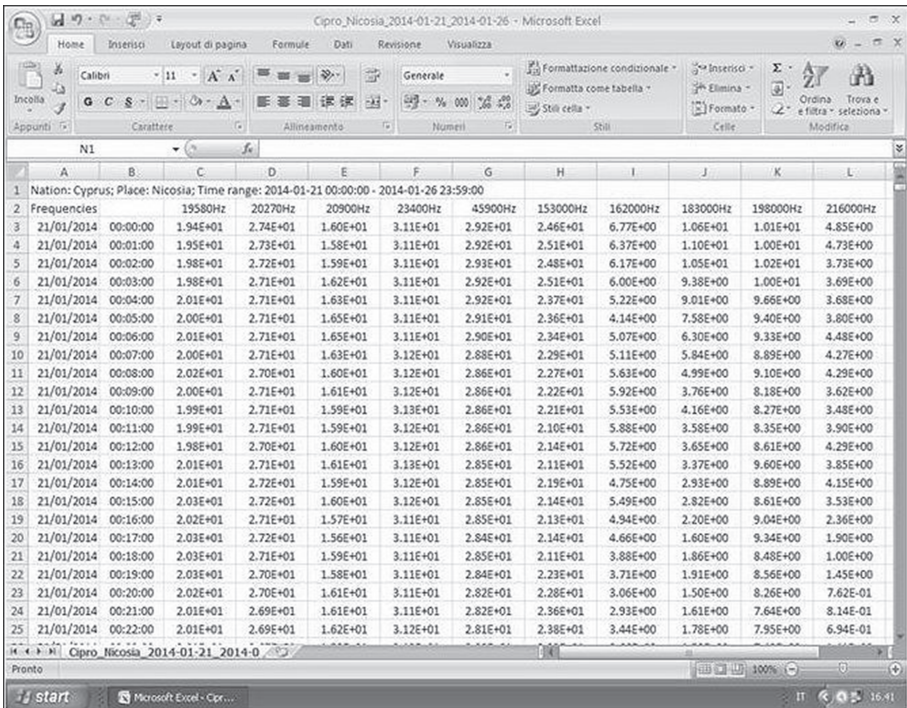 Cipro_Nicosia_2014-01-21_2014-01-26 - Microsoft Excel
Home Inserisci Layout di pagina Formule Dati Revisione Visualizza
Incolla
Calibri 11
G C S
Generale
% 000
Formattazione condizionale
Formatta come tabella
Stili cella
Inserisci
Elimina
Formato
Σ
Ordina e filtra
Trova e seleziona
Appunti Carattere Allineamento Numeri Stili Celle Modifica
N1 fx
A B C D E F G H I J K L
1 Nation: Cyprus; Place: Nicosia; Time range: 2014-01-21 00:00:00 - 2014-01-26 23:59:00
2 Frequencies 19580Hz 20270Hz 20900Hz 23400Hz 45900Hz 153000Hz 162000Hz 183000Hz 198000Hz 216000Hz
3 21/01/2014 00:00:00 1.94E+01 2.74E+01 1.60E+01 3.11E+01 2.92E+01 2.46E+01 6.77E+00 1.06E+01 1.01E+01 4.85E+00
4 21/01/2014 00:01:00 1.95E+01 2.73E+01 1.58E+01 3.11E+01 2.92E+01 2.51E+01 6.37E+00 1.10E+01 1.00E+01 4.73E+00
5 21/01/2014 00:02:00 1.98E+01 2.72E+01 1.59E+01 3.11E+01 2.93E+01 2.48E+01 6.17E+00 1.05E+01 1.02E+01 3.73E+00
6 21/01/2014 00:03:00 1.98E+01 2.71E+01 1.62E+01 3.11E+01 2.92E+01 2.51E+01 6.00E+00 9.38E+00 1.00E+01 3.69E+00
7 21/01/2014 00:04:00 2.01E+01 2.71E+01 1.63E+01 3.11E+01 2.92E+01 2.37E+01 5.22E+00 9.01E+00 9.66E+00 3.68E+00
8 21/01/2014 00:05:00 2.00E+01 2.71E+01 1.65E+01 3.11E+01 2.91E+01 2.36E+01 4.14E+00 7.58E+00 9.40E+00 3.80E+00
9 21/01/2014 00:06:00 2.01E+01 2.71E+01 1.65E+01 3.11E+01 2.90E+01 2.34E+01 5.07E+00 6.30E+00 9.33E+00 4.48E+00
10 21/01/2014 00:07:00 2.00E+01 2.71E+01 1.63E+01 3.12E+01 2.88E+01 2.29E+01 5.11E+00 5.84E+00 8.89E+00 4.27E+00
11 21/01/2014 00:08:00 2.02E+01 2.70E+01 1.60E+01 3.12E+01 2.86E+01 2.27E+01 5.63E+00 4.99E+00 9.10E+00 4.29E+00
12 21/01/2014 00:09:00 2.00E+01 2.71E+01 1.61E+01 3.12E+01 2.86E+01 2.22E+01 5.92E+00 3.76E+00 8.18E+00 3.62E+00
13 21/01/2014 00:10:00 1.99E+01 2.71E+01 1.59E+01 3.13E+01 2.86E+01 2.21E+01 5.53E+00 4.16E+00 8.27E+00 3.48E+00
14 21/01/2014 00:11:00 1.99E+01 2.71E+01 1.59E+01 3.12E+01 2.86E+01 2.10E+01 5.88E+00 3.58E+00 8.35E+00 3.90E+00
15 21/01/2014 00:12:00 1.98E+01 2.70E+01 1.60E+01 3.12E+01 2.86E+01 2.14E+01 5.72E+00 3.65E+00 8.61E+00 4.29E+00
16 21/01/2014 00:13:00 2.01E+01 2.71E+01 1.61E+01 3.13E+01 2.85E+01 2.11E+01 5.52E+00 3.37E+00 9.60E+00 3.85E+00
17 21/01/2014 00:14:00 2.01E+01 2.72E+01 1.59E+01 3.12E+01 2.85E+01 2.19E+01 4.75E+00 2.93E+00 8.89E+00 4.15E+00
18 21/01/2014 00:15:00 2.03E+01 2.72E+01 1.60E+01 3.12E+01 2.85E+01 2.14E+01 5.49E+00 2.82E+00 8.61E+00 3.53E+00
19 21/01/2014 00:16:00 2.02E+01 2.71E+01 1.57E+01 3.11E+01 2.85E+01 2.13E+01 4.94E+00 2.20E+00 9.04E+00 2.36E+00
20 21/01/2014 00:17:00 2.03E+01 2.72E+01 1.56E+01 3.11E+01 2.84E+01 2.14E+01 4.66E+00 1.60E+00 9.34E+00 1.90E+00
21 21/01/2014 00:18:00 2.03E+01 2.71E+01 1.59E+01 3.11E+01 2.85E+01 2.11E+01 3.88E+00 1.86E+00 8.48E+00 1.00E+00
22 21/01/2014 00:19:00 2.03E+01 2.70E+01 1.58E+01 3.11E+01 2.84E+01 2.23E+01 3.71E+00 1.91E+00 8.56E+00 1.45E+00
23 21/01/2014 00:20:00 2.02E+01 2.70E+01 1.61E+01 3.11E+01 2.82E+01 2.28E+01 3.06E+00 1.50E+00 8.26E+00 7.62E-01
24 21/01/2014 00:21:00 2.01E+01 2.69E+01 1.61E+01 3.11E+01 2.82E+01 2.36E+01 2.93E+00 1.61E+00 7.64E+00 8.14E-01
25 21/01/2014 00:22:00 2.01E+01 2.69E+01 1.62E+01 3.12E+01 2.81E+01 2.38E+01 3.44E+00 1.78E+00 7.95E+00 6.94E-01
Cipro_Nicosia_2014-01-21_2014-0
Pronto 100%
start Microsoft Excel - Cipr... IT 16.41